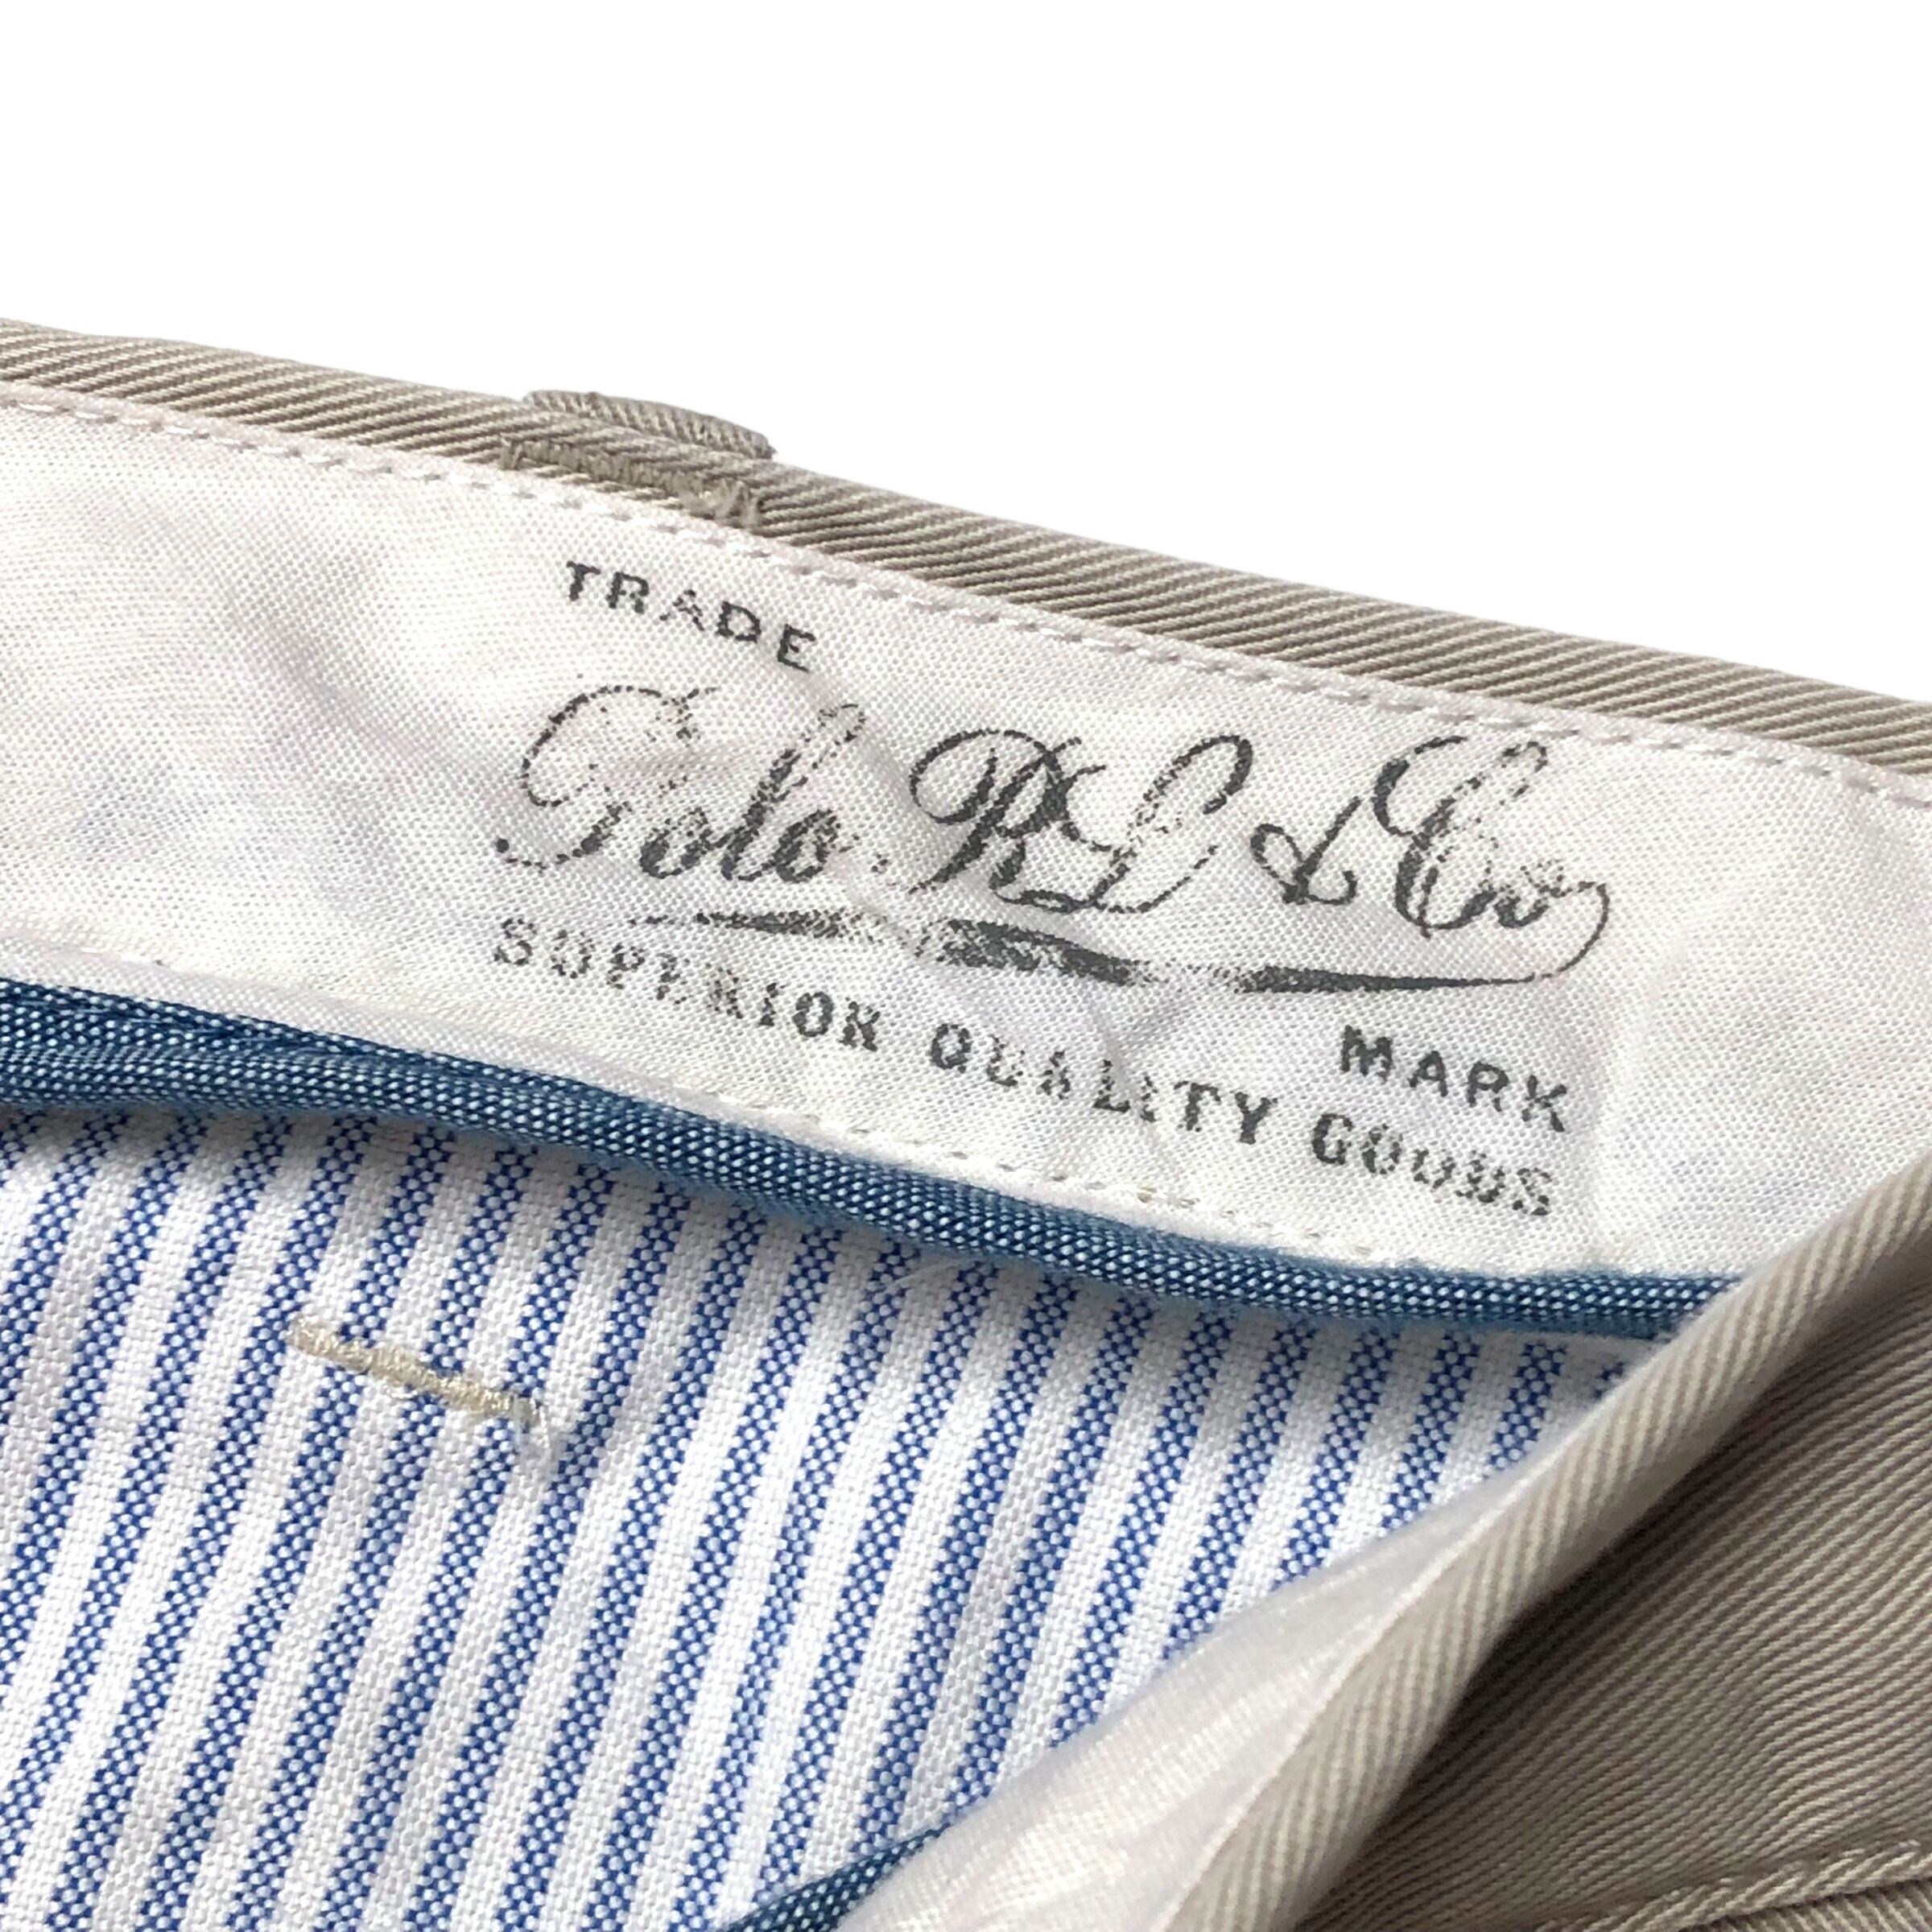 TRADE
Polo RL & Co
MARK
SUPERIOR QUALITY GOODS